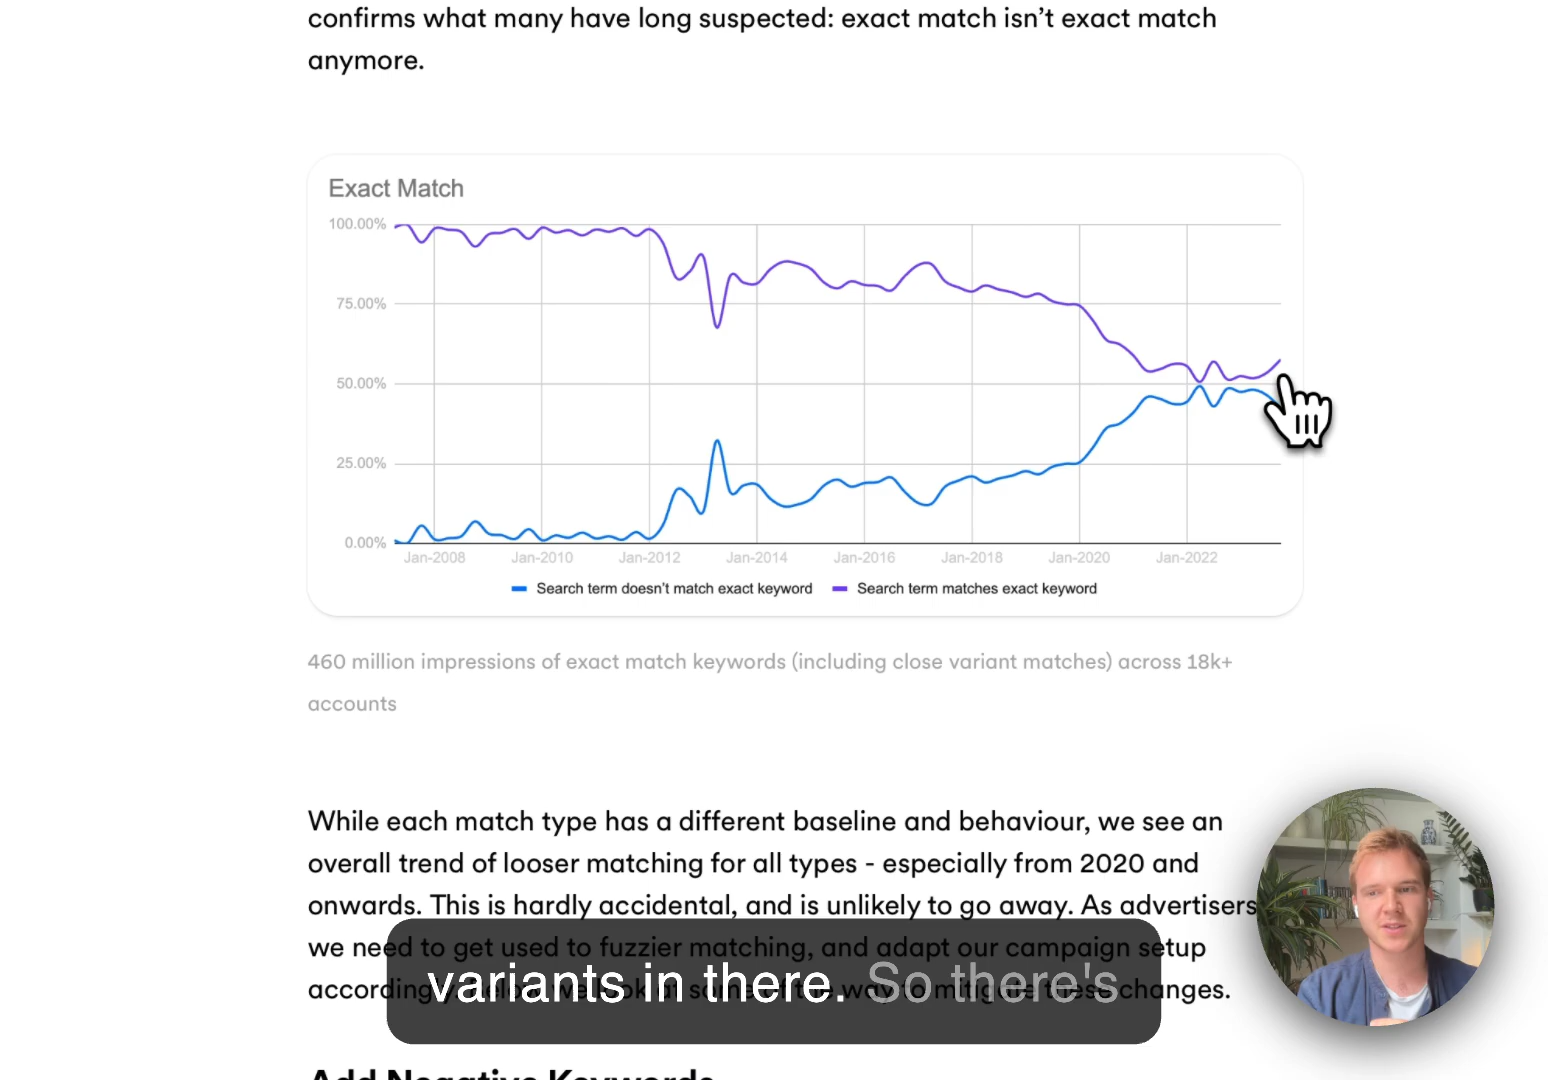 confirms what many have long suspected: exact match isn’t exact match
anymore.
Exact Match
100.00%
75.00%
50.00%
25.00%
0.00%
Jan-2008 Jan-2010 Jan-2012 Jan-2014 Jan-2016 Jan-2018 Jan-2020 Jan-2022
Search term doesn’t match exact keyword Search term matches exact keyword
460 million impressions of exact match keywords (including close variant matches) across 18k+
accounts
While each match type has a different baseline and behaviour, we see an
overall trend of looser matching for all types - especially from 2020 and
onwards. This is hardly accidental, and is unlikely to go away. As advertisers
we need to get used to fuzzier matching, and adapt our campaign setup
variants in there. So there's
changes.
Add Negative Keywords